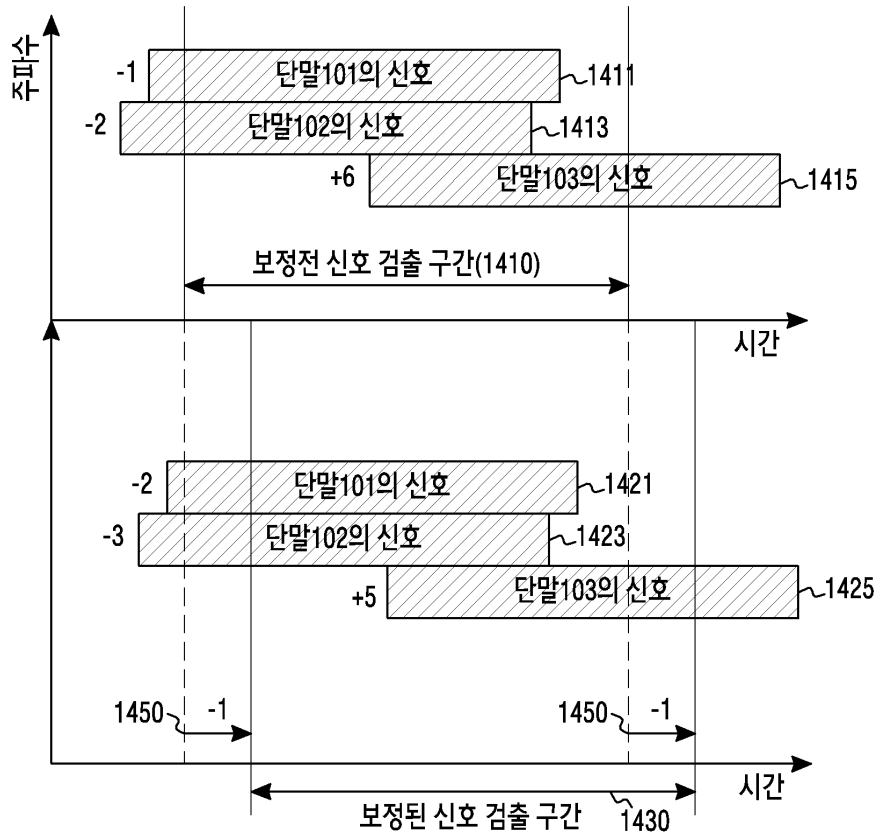 주파수
-1
단말101의 신호
1411
-2
단말102의 신호
1413
+6
단말103의 신호
1415
보정전 신호 검출 구간(1410)
시간
-2
단말101의 신호
1421
-3
단말102의 신호
1423
+5
단말103의 신호
1425
1450
-1
1450
-1
시간
보정된 신호 검출 구간
1430